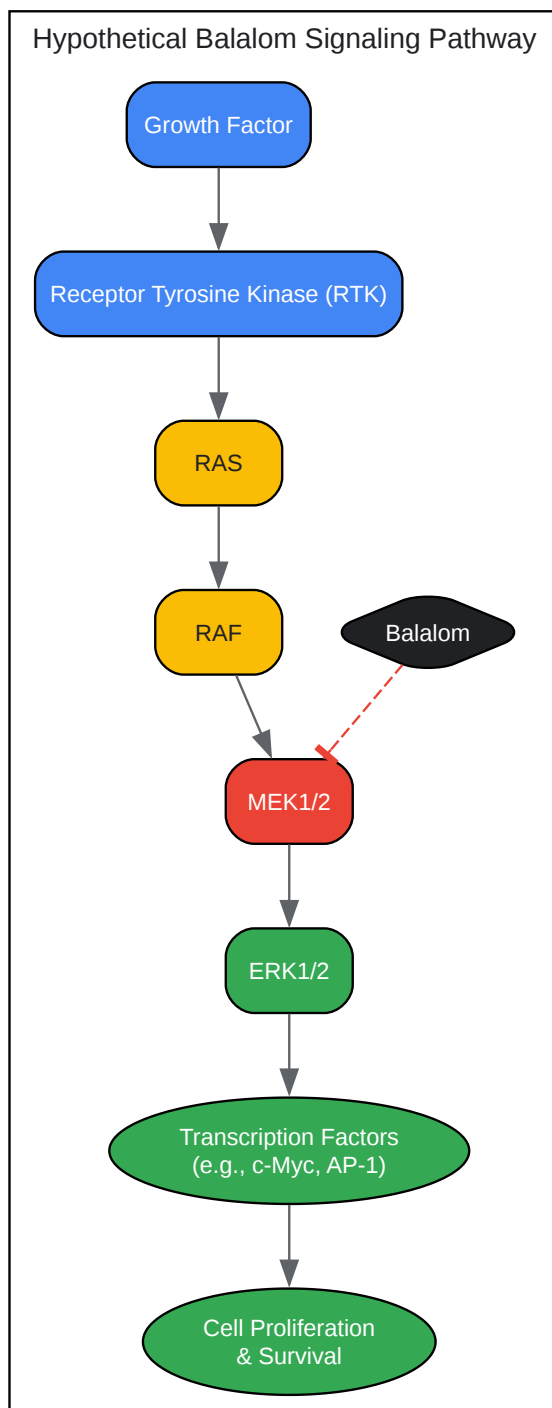 Hypothetical Balalom Signaling Pathway
Growth Factor
Receptor Tyrosine Kinase (RTK)
RAS
RAF
Balalom
MEK1/2
ERK1/2
Transcription Factors
(e.g., c-Myc, AP-1)
Cell Proliferation
& Survival